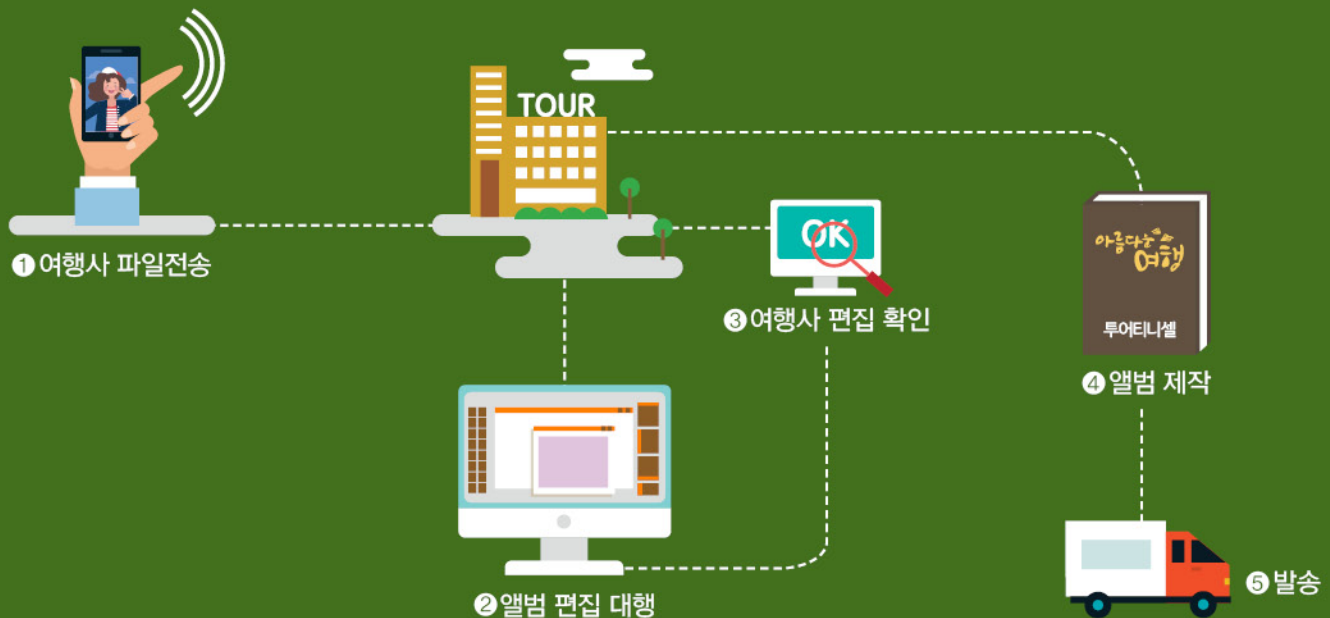 TOUR
❶ 여행사 파일전송
OK
❸ 여행사 편집 확인
아름다운
여행
투어티니셀
❹ 앨범 제작
❷ 앨범 편집 대행
❺ 발송